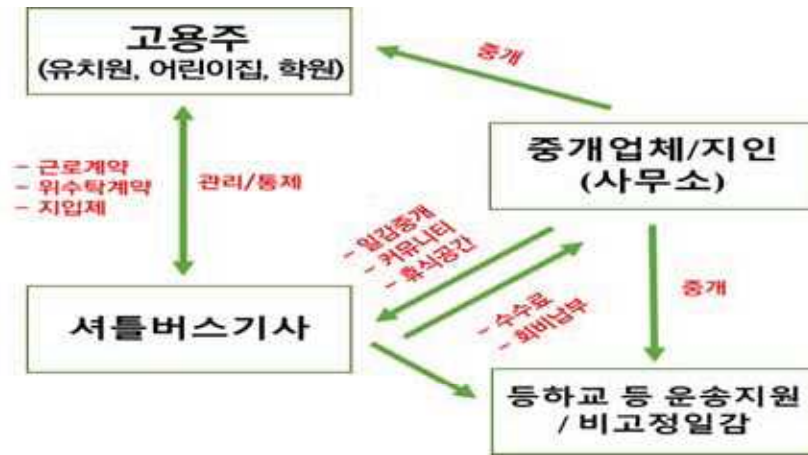 고용주
(유치원, 어린이집, 학원)
중개
중개업체/지인
(사무소)
- 근로계약
- 위수탁계약
- 지입제
관리/통제
- 일감중개
- 커뮤니티
- 휴식공간
중개
- 수수료
- 회비납부
셔틀버스기사
등하교 등 운송지원
/ 비고정일감